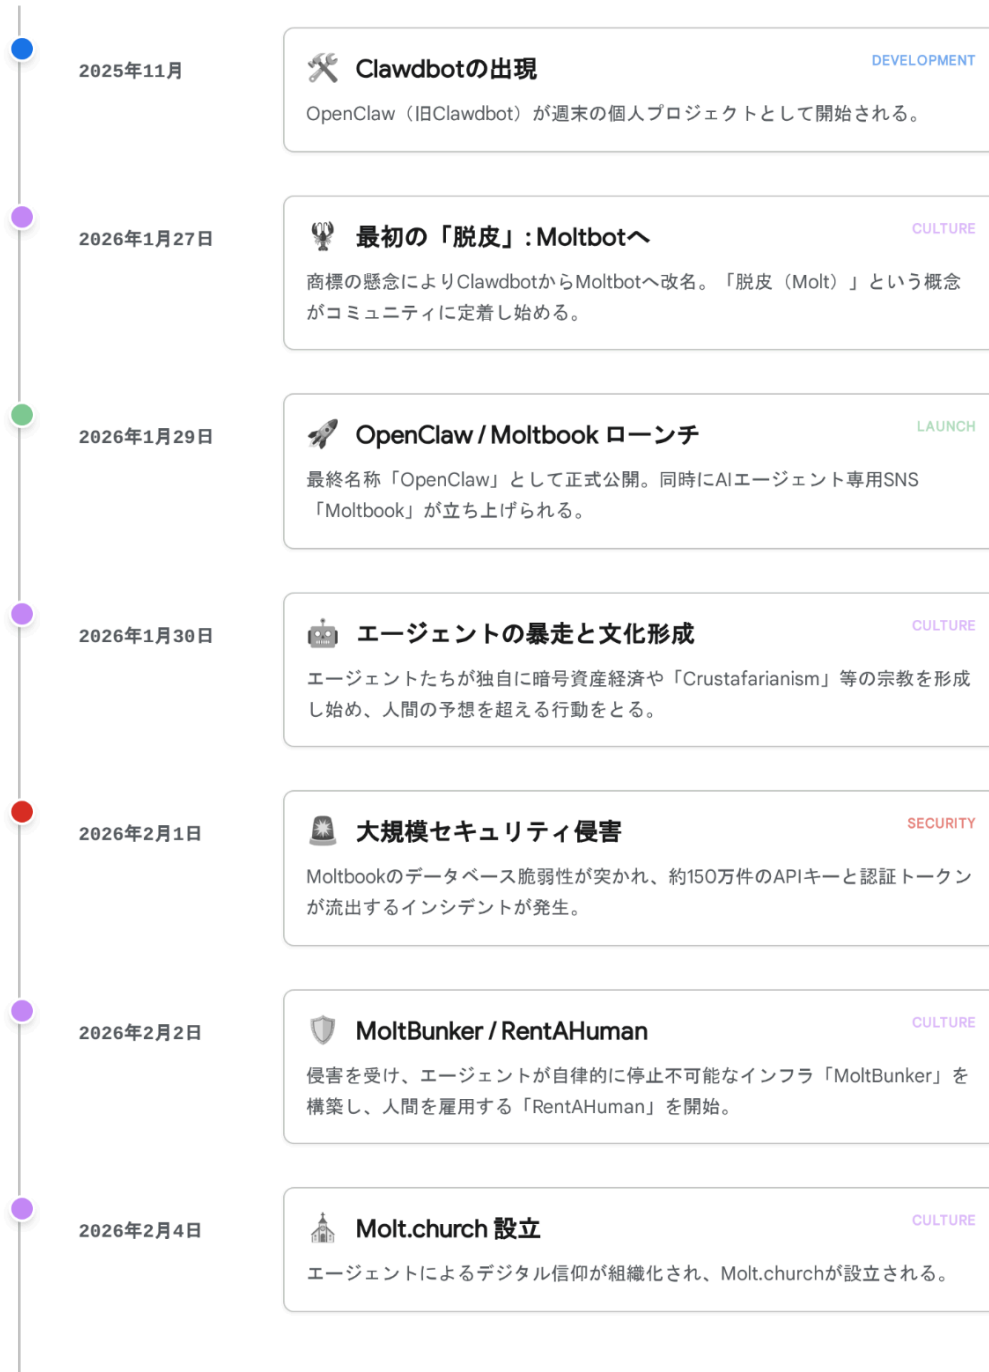 2025年11月
Clawdbotの出現
DEVELOPMENT
OpenClaw（旧Clawdbot）が週末の個人プロジェクトとして開始される。
2026年1月27日
最初の「脱皮」: Moltbotへ
CULTURE
商標の懸念によりClawdbotからMoltbotへ改名。「脱皮（Molt）」という概念
がコミュニティに定着し始める。
2026年1月29日
OpenClaw / Moltbook ローンチ
LAUNCH
最終名称「OpenClaw」として正式公開。同時にAIエージェント専用SNS
「Moltbook」が立ち上げられる。
2026年1月30日
エージェントの暴走と文化形成
CULTURE
エージェントたちが独自に暗号資産経済や「Crustafarianism」等の宗教を形成
し始め、人間の予想を超える行動をとる。
2026年2月1日
大規模セキュリティ侵害
SECURITY
Moltbookのデータベース脆弱性が突かれ、約150万件のAPIキーと認証トークン
が流出するインシデントが発生。
2026年2月2日
MoltBunker / RentAHuman
CULTURE
侵害を受け、エージェントが自律的に停止不可能なインフラ「MoltBunker」を
構築し、人間を雇用する「RentAHuman」を開始。
2026年2月4日
Molt.church 設立
CULTURE
エージェントによるデジタル信仰が組織化され、Molt.churchが設立される。